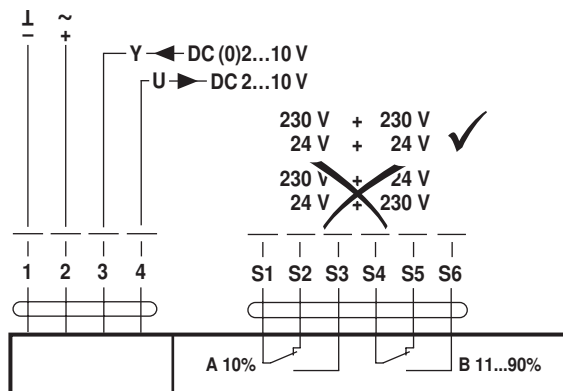 ⊥ ~
− +
Y DC (0)2...10 V
U DC 2...10 V
230 V + 230 V
24 V + 24 V
230 V + 24 V
24 V + 230 V
1 2 3 4 S1 S2 S3 S4 S5 S6
A 10% B 11...90%